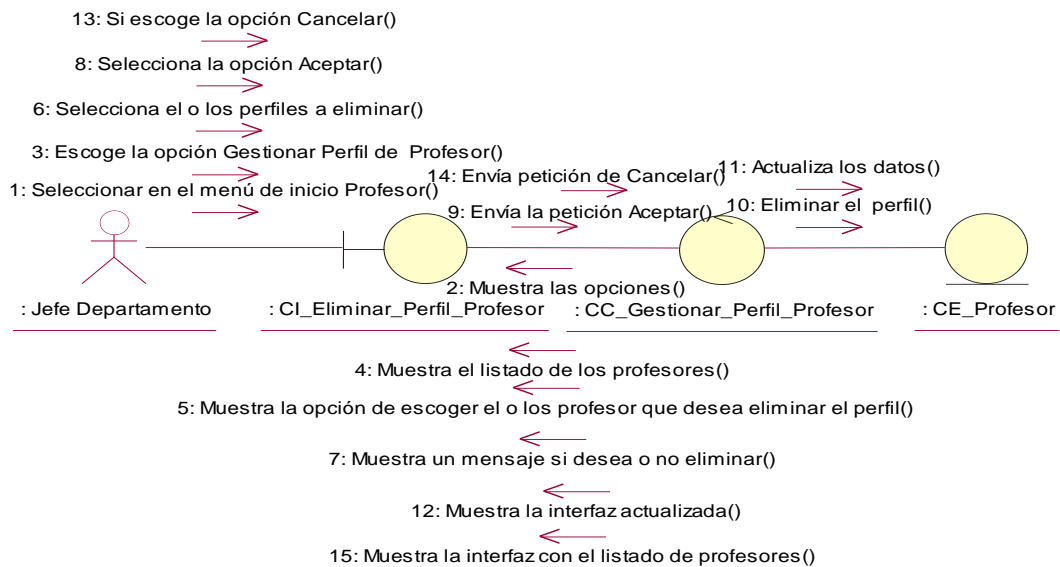 13: Si escoge la opción Cancelar()
8: Selecciona la opción Aceptar()
6: Selecciona el o los perfiles a eliminar()
3: Escoge la opción Gestionar Perfil de Profesor()
1: Seleccionar en el menú de inicio Profesor()
14: Envía petición de Cancelar()
9: Envía la petición Aceptar()
11: Actualiza los datos()
10: Eliminar el perfil()
2: Muestra las opciones()
: Jefe Departamento
: CI_Eliminar_Perfil_Profesor
: CC_Gestionar_Perfil_Profesor
: CE_Profesor
4: Muestra el listado de los profesores()
5: Muestra la opción de escoger el o los profesor que desea eliminar el perfil()
7: Muestra un mensaje si desea o no eliminar()
12: Muestra la interfaz actualizada()
15: Muestra la interfaz con el listado de profesores()